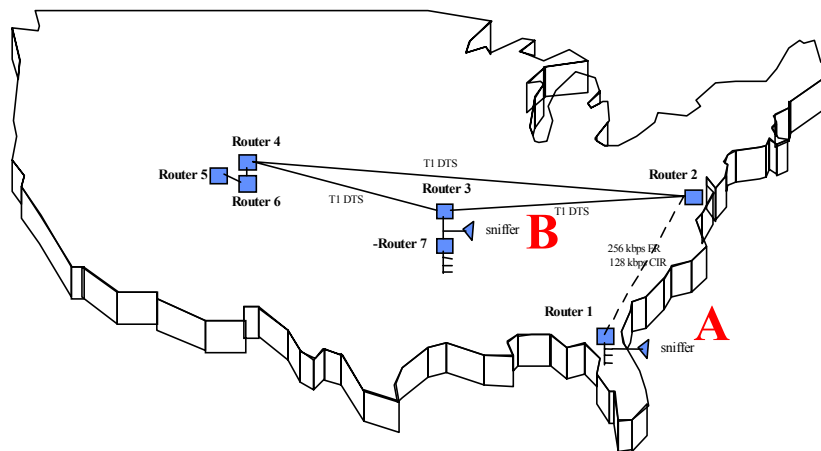 Router 4
T1 DTS
Router 5
Router 2
Router 6
T1 DTS
Router 3
T1 DTS
sniffer
B
-Router 7
256 kbps FR
128 kbps CIR
Router 1
A
sniffer